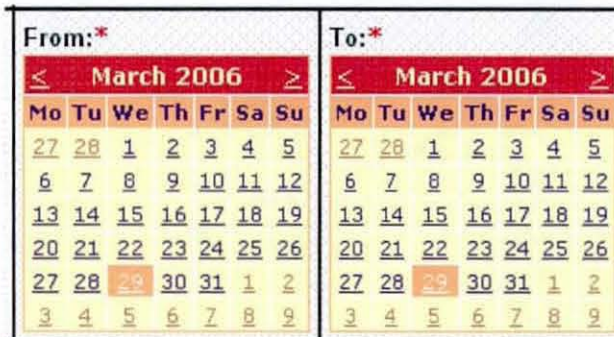 From:*
< March 2006 >
Mo Tu We Th Fr Sa Su
27 28 1 2 3 4 5
6 7 8 9 10 11 12
13 14 15 16 17 18 19
20 21 22 23 24 25 26
27 28 29 30 31 1 2
3 4 5 6 7 8 9
To:*
< March 2006 >
Mo Tu We Th Fr Sa Su
27 28 1 2 3 4 5
6 7 8 9 10 11 12
13 14 15 16 17 18 19
20 21 22 23 24 25 26
27 28 29 30 31 1 2
3 4 5 6 7 8 9